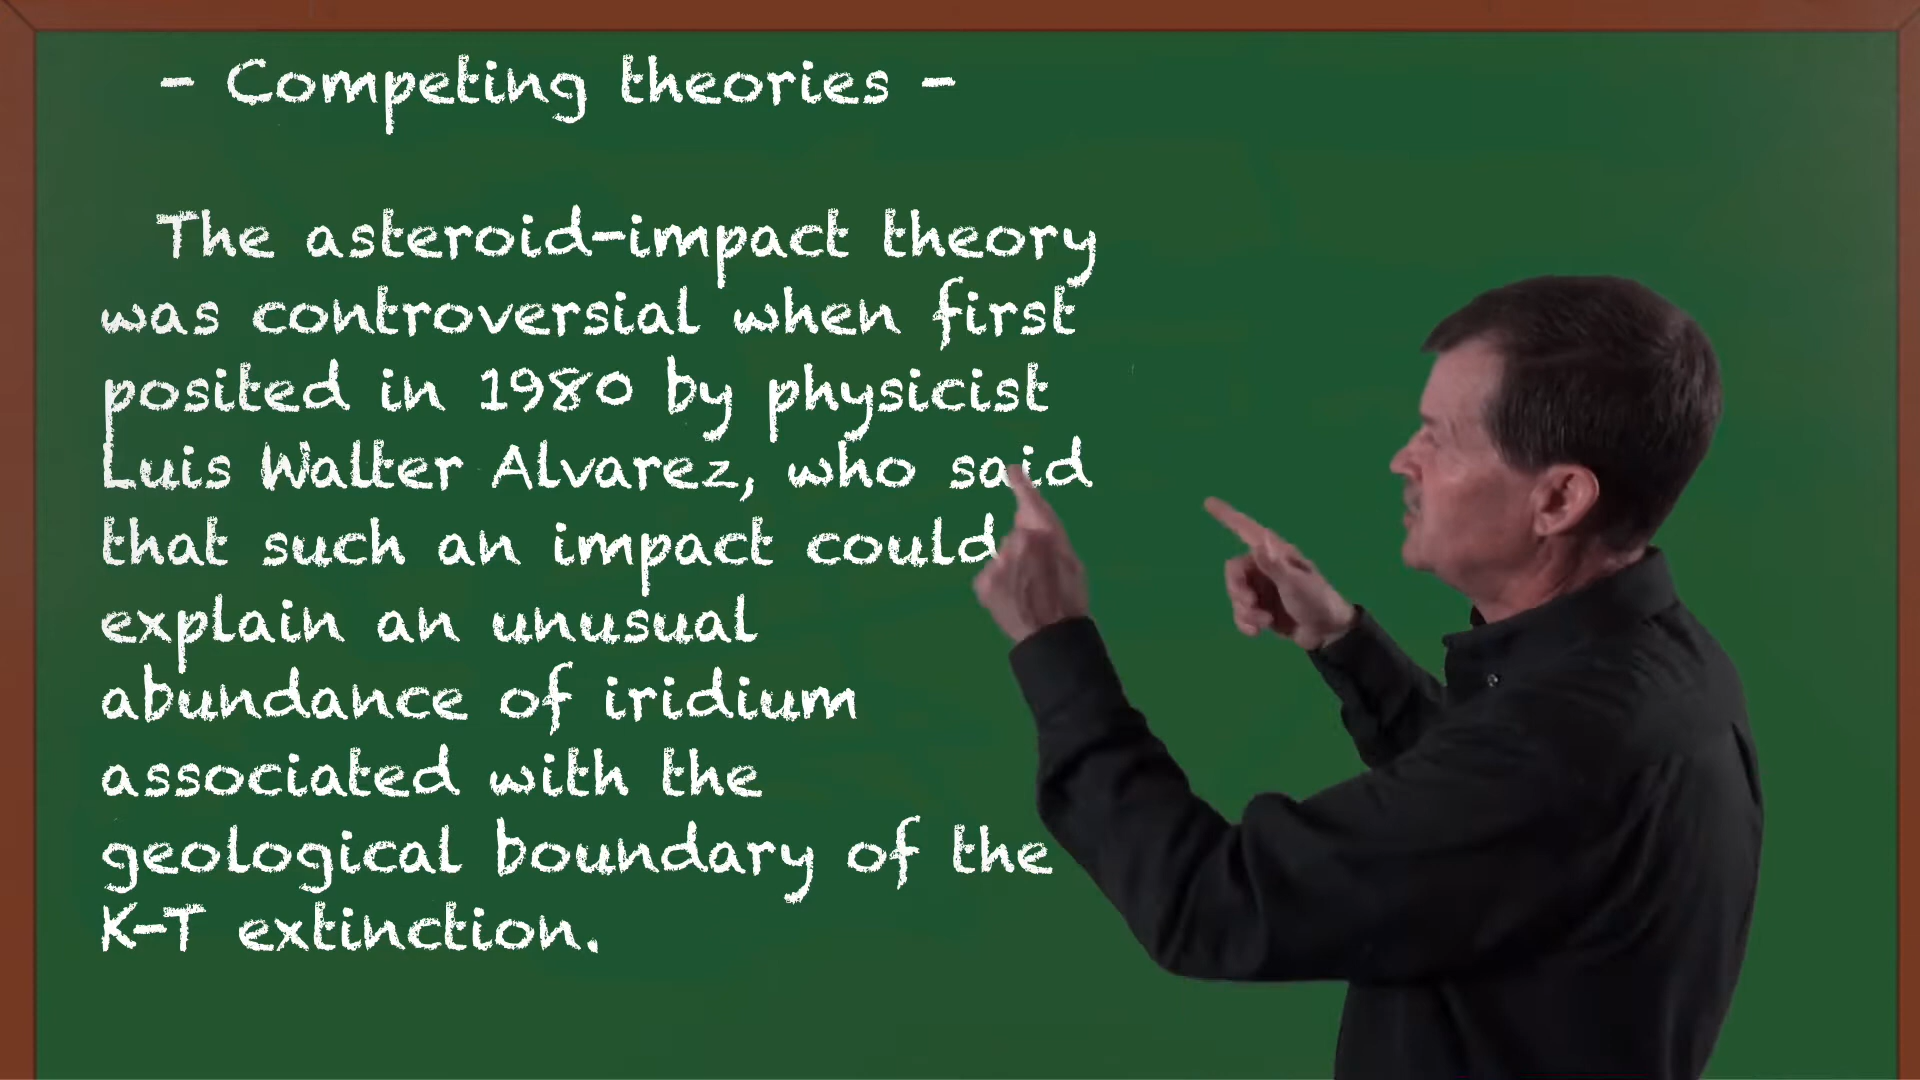 - Competing theories -
The asteroid-impact theory
was controversial when first
posited in 1980 by physicist
Luis Walter Alvarez, who said
that such an impact could
explain an unusual
abundance of iridium
associated with the
geological boundary of the
K-T extinction.